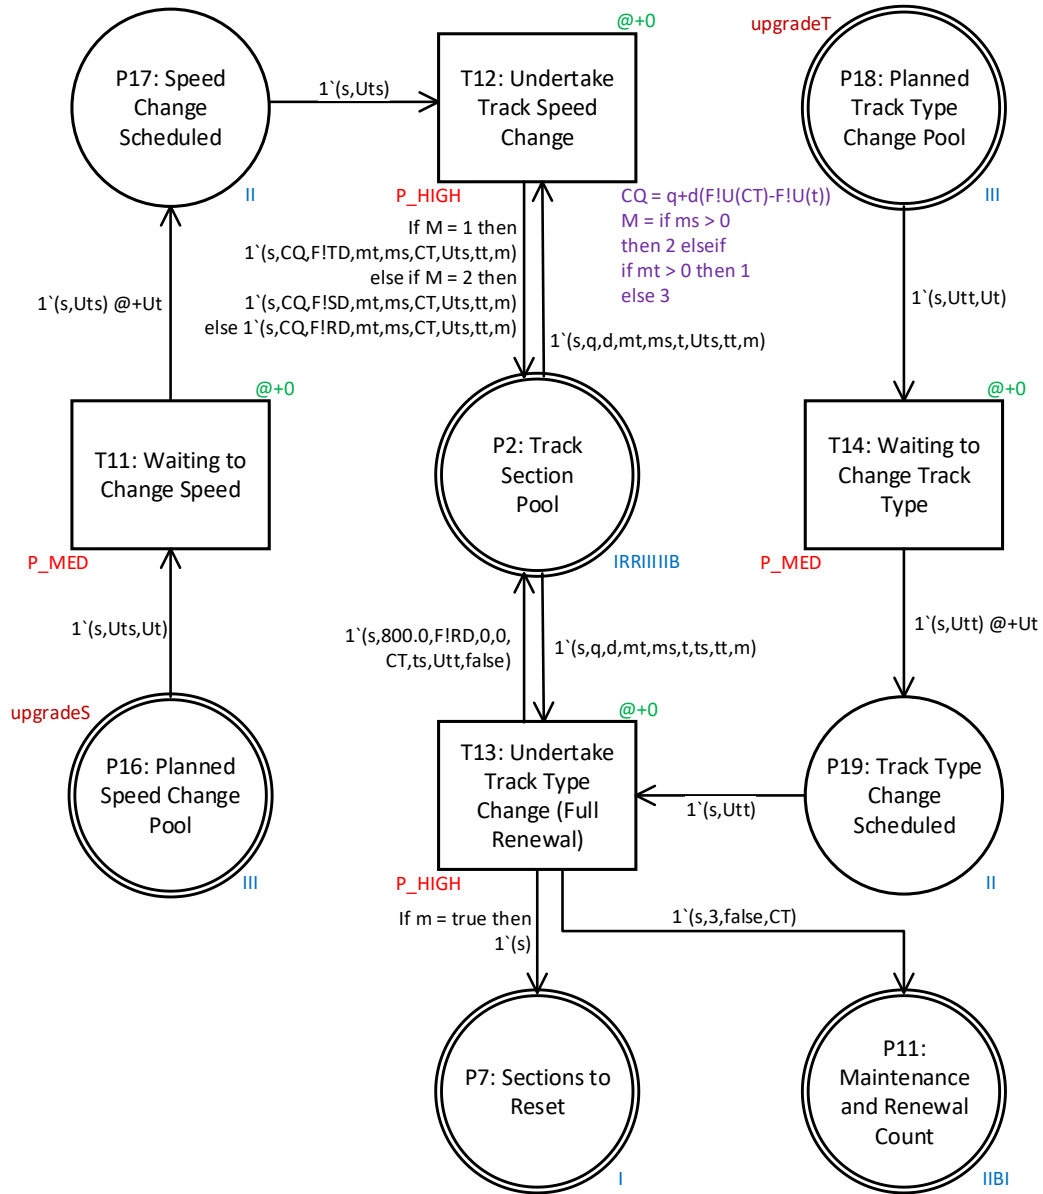 @+0
upgradeT
P17: Speed
Change
Scheduled
1`(s,Uts)
T12: Undertake
Track Speed
Change
P18: Planned
Track Type
Change Pool
II
P_HIGH
CQ = q+d(F!U(CT)-F!U(t))
M = if ms > 0
then 2 elseif
if mt > 0 then 1
else 3
III
If M = 1 then
1`(s,CQ,F!TD,mt,ms,CT,Uts,tt,m)
else if M = 2 then
1`(s,CQ,F!SD,mt,ms,CT,Uts,tt,m)
else 1`(s,CQ,F!RD,mt,ms,CT,Uts,tt,m)
1`(s,Uts) @+Ut
1`(s,Utt,Ut)
1`(s,q,d,mt,ms,t,Uts,tt,m)
@+0
@+0
T11: Waiting to
Change Speed
P2: Track
Section
Pool
T14: Waiting to
Change Track
Type
P_MED
IRRIIIIIB
P_MED
1`(s,Uts,Ut)
1`(s,800.0,F!RD,0,0,
CT,ts,Utt,false)
1`(s,q,d,mt,ms,t,ts,tt,m)
1`(s,Utt) @+Ut
upgradeS
@+0
P16: Planned
Speed Change
Pool
T13: Undertake
Track Type
Change (Full
Renewal)
1`(s,Utt)
P19: Track Type
Change
Scheduled
III
P_HIGH
II
If m = true then
1`(s)
1`(s,3,false,CT)
P7: Sections to
Reset
P11:
Maintenance
and Renewal
Count
I
IIBI